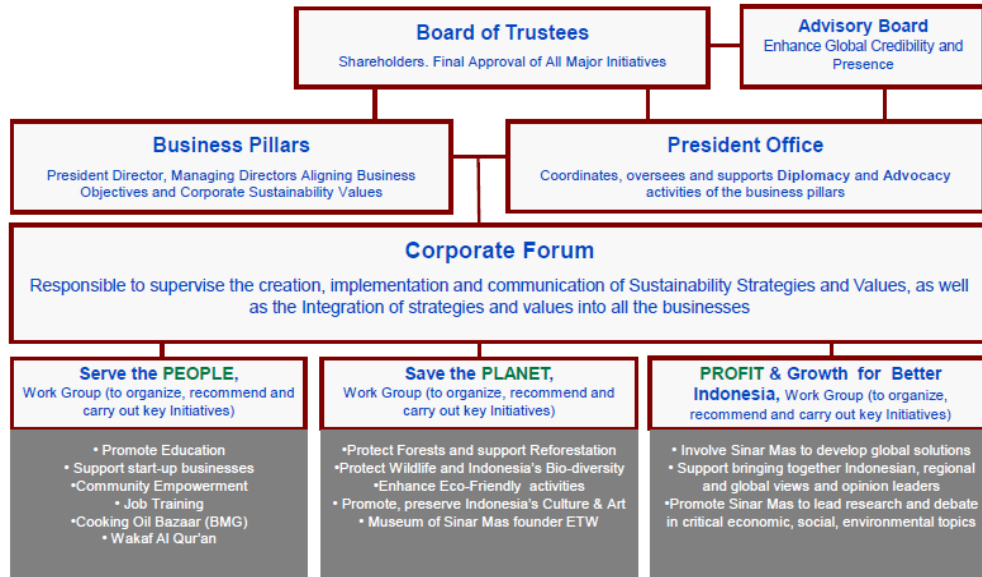 Board of Trustees
Shareholders. Final Approval of All Major Initiatives
Advisory Board
Enhance Global Credibility and
Presence
Business Pillars
President Director, Managing Directors Aligning Business
Objectives and Corporate Sustainability Values
President Office
Coordinates, oversees and supports Diplomacy and Advocacy
activities of the business pillars
Corporate Forum
Responsible to supervise the creation, implementation and communication of Sustainability Strategies and Values, as well
as the Integration of strategies and values into all the businesses
Serve the PEOPLE,
Work Group (to organize, recommend and
carry out key Initiatives)
• Promote Education
• Support start-up businesses
•Community Empowerment
• Job Training
•Cooking Oil Bazaar (BMG)
• Wakaf Al Qur'an
Save the PLANET,
Work Group (to organize, recommend and
carry out key Initiatives)
•Protect Forests and support Reforestation
•Protect Wildlife and Indonesia's Bio-diversity
•Enhance Eco-Friendly activities
• Promote, preserve Indonesia's Culture & Art
• Museum of Sinar Mas founder ETW
PROFIT & Growth for Better
Indonesia, Work Group (to organize,
recommend and carry out key Initiatives)
• Involve Sinar Mas to develop global solutions
• Support bringing together Indonesian, regional
and global views and opinion leaders
•Promote Sinar Mas to lead research and debate
in critical economic, social, environmental topics